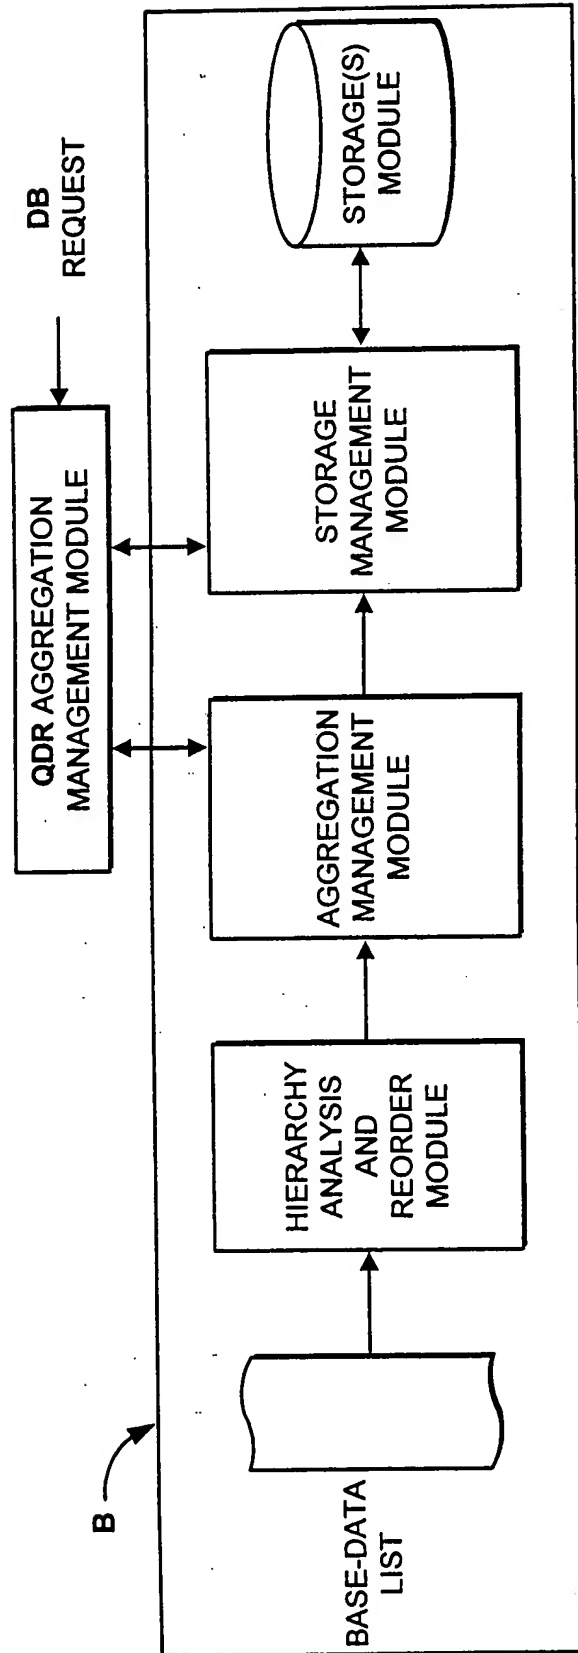 QDR AGGREGATION
MANAGEMENT MODULE
DB
REQUEST
B
BASE-DATA
LIST
HIERARCHY
ANALYSIS
AND
REORDER
MODULE
AGGREGATION
MANAGEMENT
MODULE
STORAGE
MANAGEMENT
MODULE
STORAGE(S)
MODULE